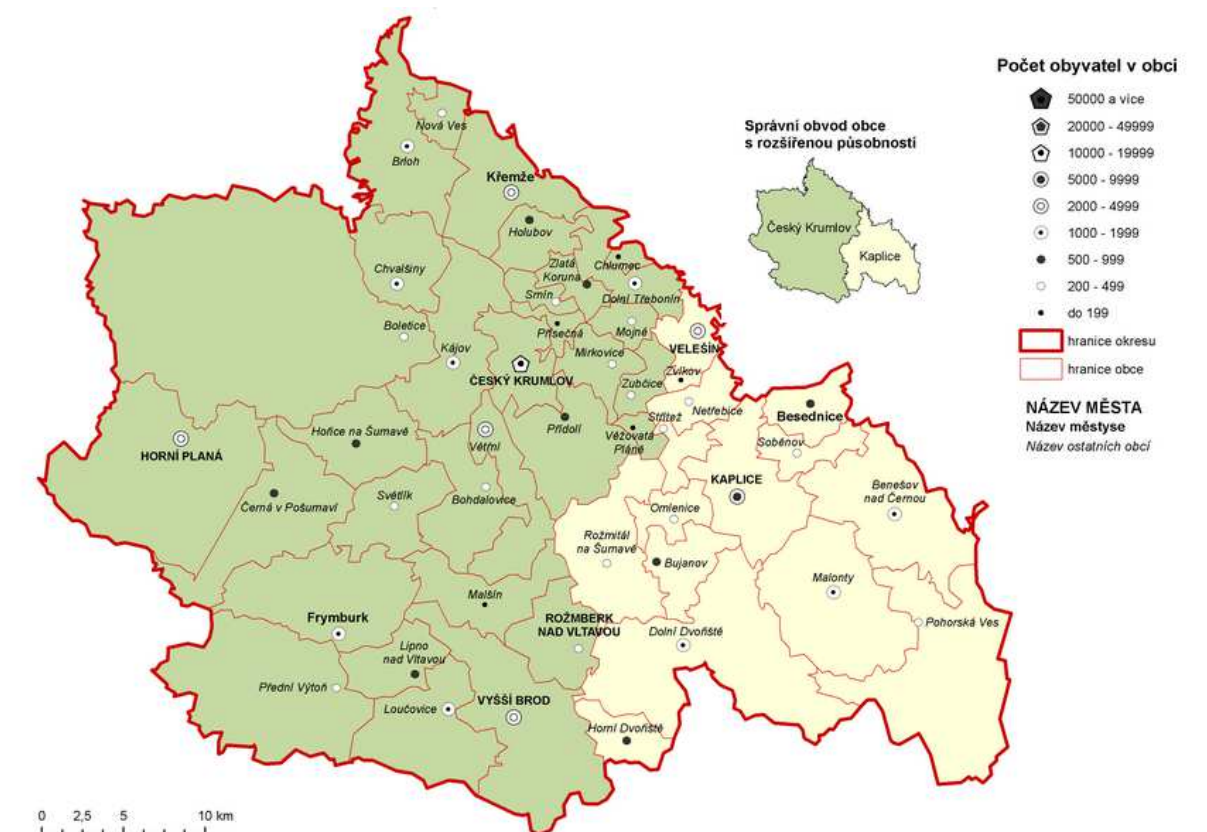 Počet obyvatel v obci
50000 a více
20000 - 49999
10000 - 19999
5000 - 9999
2000 - 4999
1000 - 1999
500 - 999
200 - 499
do 199
hranice okresu
hranice obce
NÁZEV MĚSTA
Název městyse
Název ostatních obcí
Správní obvod obce
s rozšířenou působností
Český Krumlov
Kaplice
Nová Ves
Brloh
Křemže
Holubov
Chvalšiny
Zlatá
Koruna
Chlumec
Srnín
Dolní Třebonín
Boletice
Přísečná
Mojné
Kájov
Mirkovice
VELEŠÍN
ČESKÝ KRUMLOV
Zvíkov
Zubčice
Netřebice
Besednice
Střítež
Hořice na Šumavě
Přídolí
Věžovatá
Pláně
Soběnov
Větřní
HORNÍ PLANÁ
KAPLICE
Benešov
nad Černou
Světlík
Bohdalovice
Černá v Pošumaví
Omlenice
Rožmitál
na Šumavě
Bujanov
Malonty
Malšín
Frymburk
ROŽMBERK
NAD VLTAVOU
Pohorská Ves
Dolní Dvořiště
Lipno
nad Vltavou
Přední Výtoň
VYŠŠÍ BROD
Loučovice
Horní Dvořiště
0 2,5 5 10 km